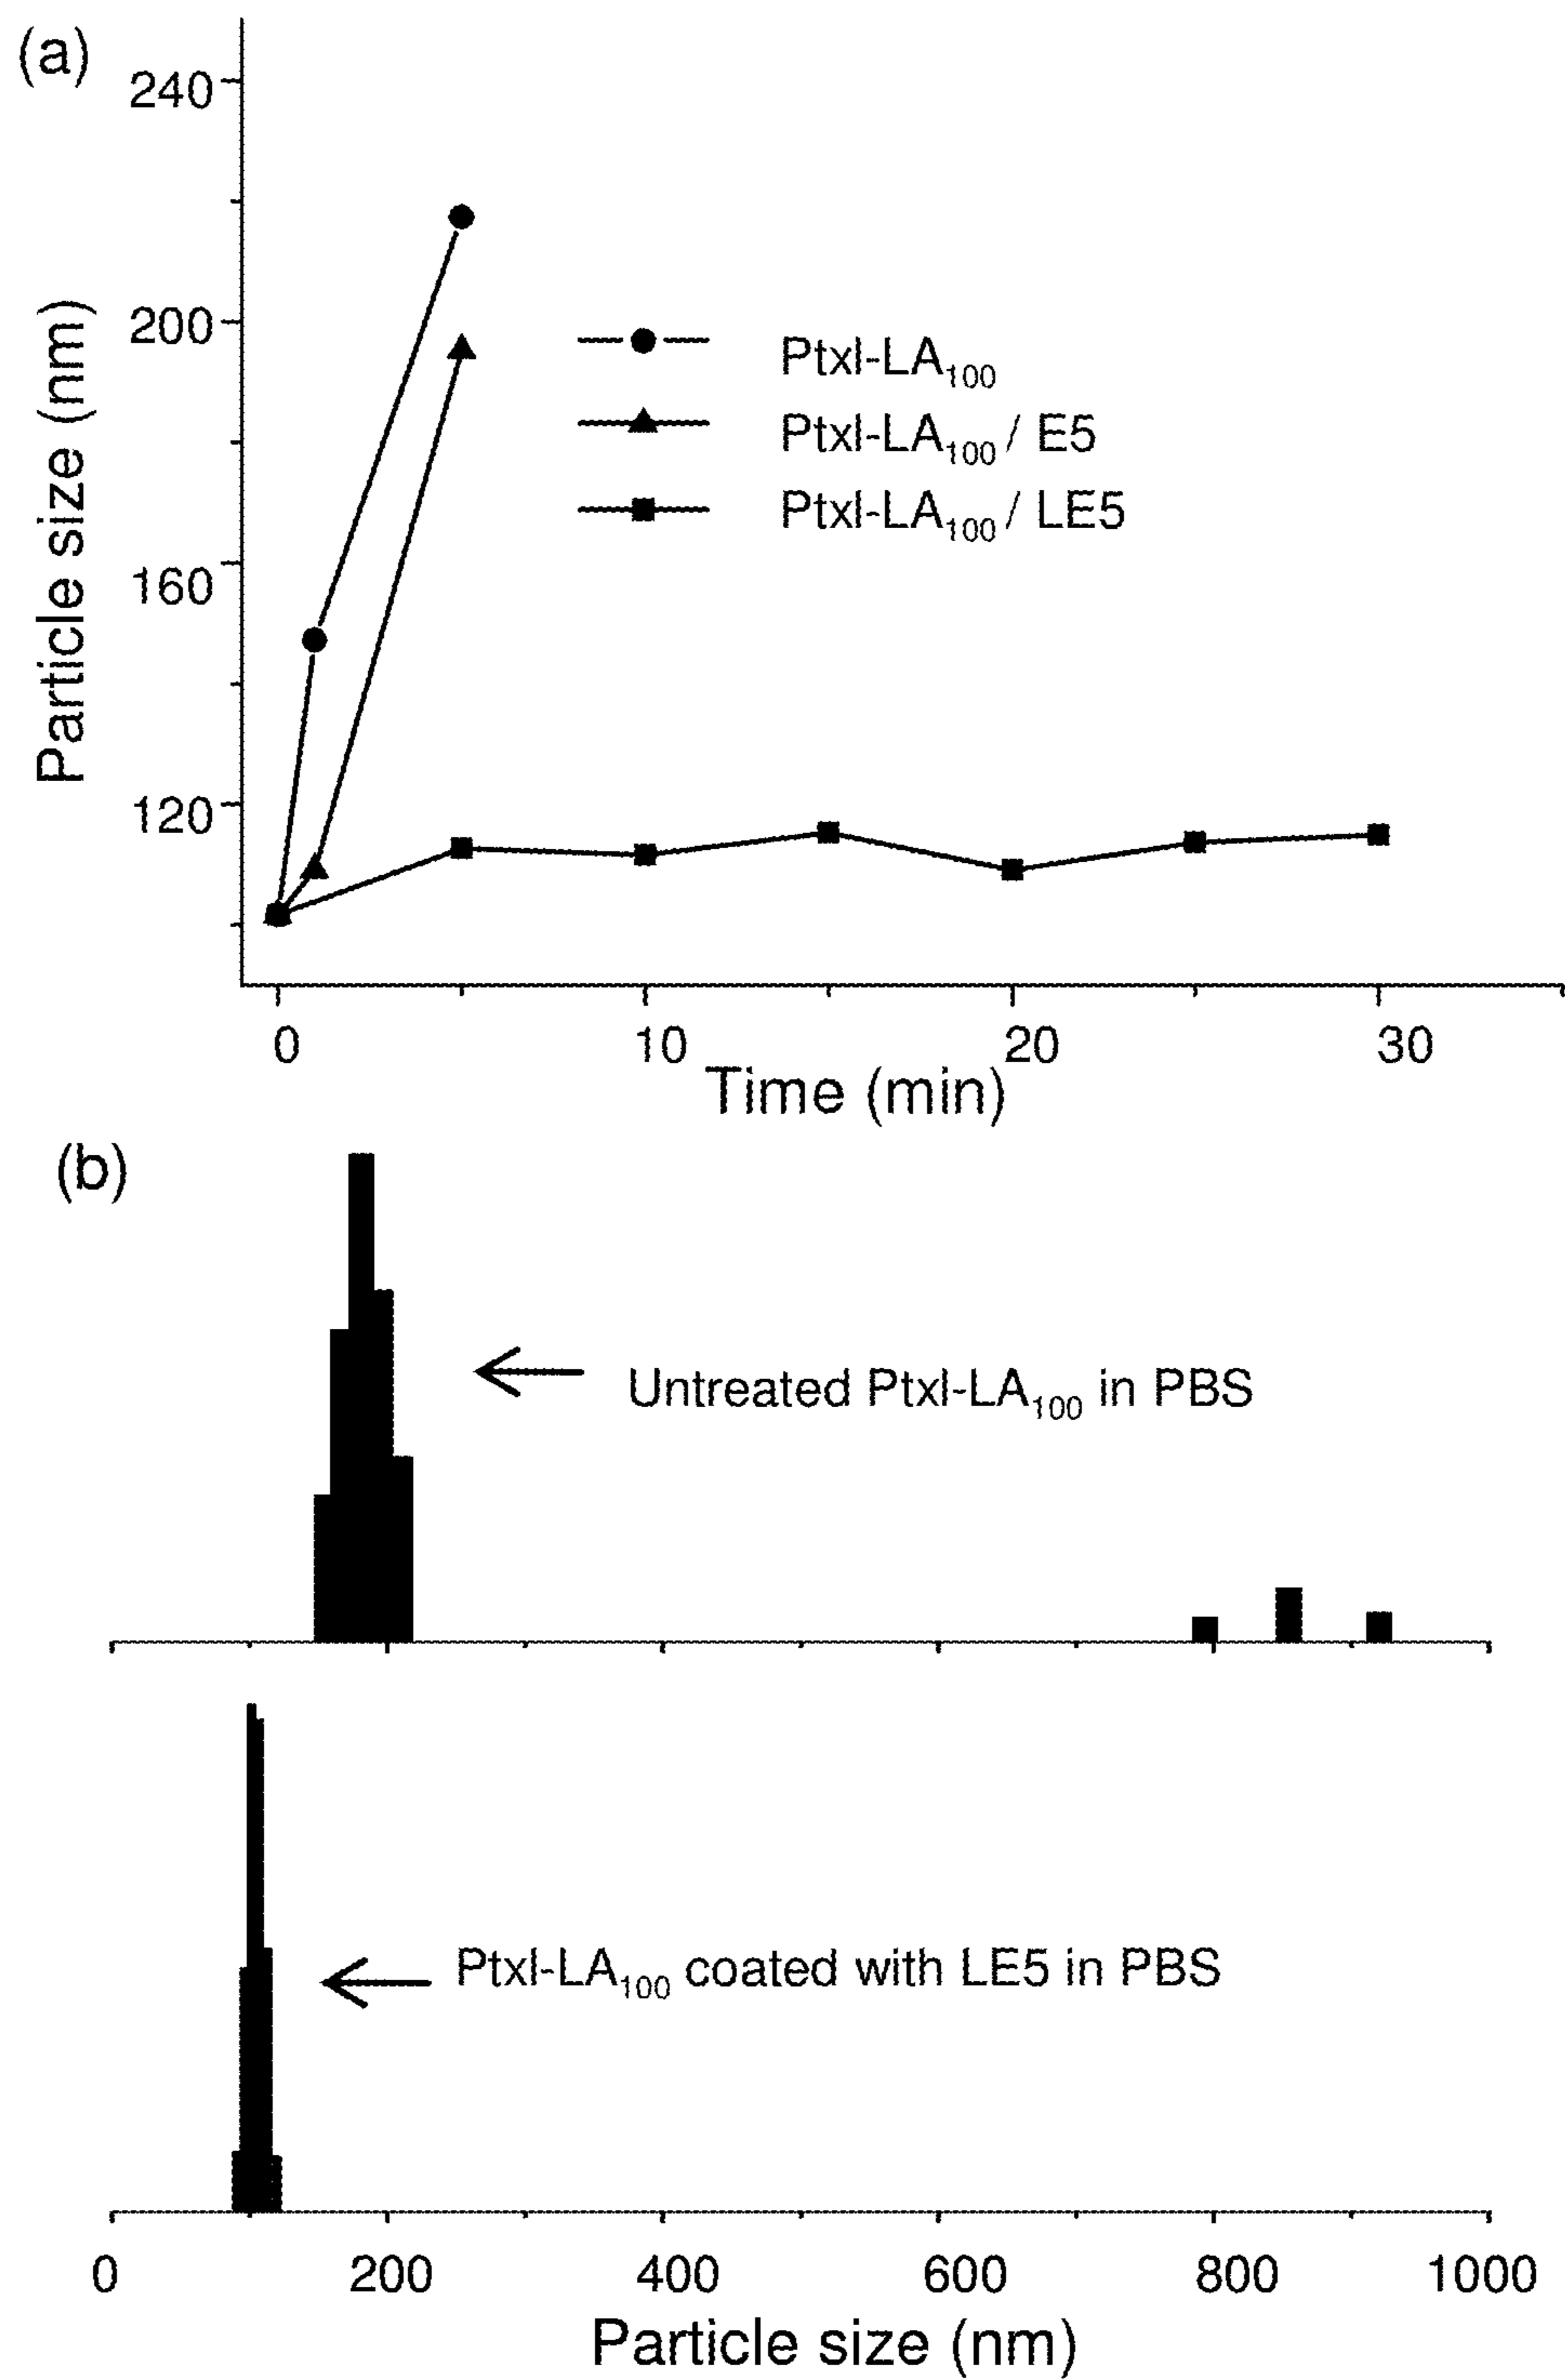 (a)
240
200
160
120
Particle size (nm)
Ptxl-LA100
Ptxl-LA100 / E5
Ptxl-LA100 / LE5
0 10 20 30
Time (min)
(b)
Untreated Ptxl-LA100 in PBS
Ptxl-LA100 coated with LE5 in PBS
0 200 400 600 800 1000
Particle size (nm)